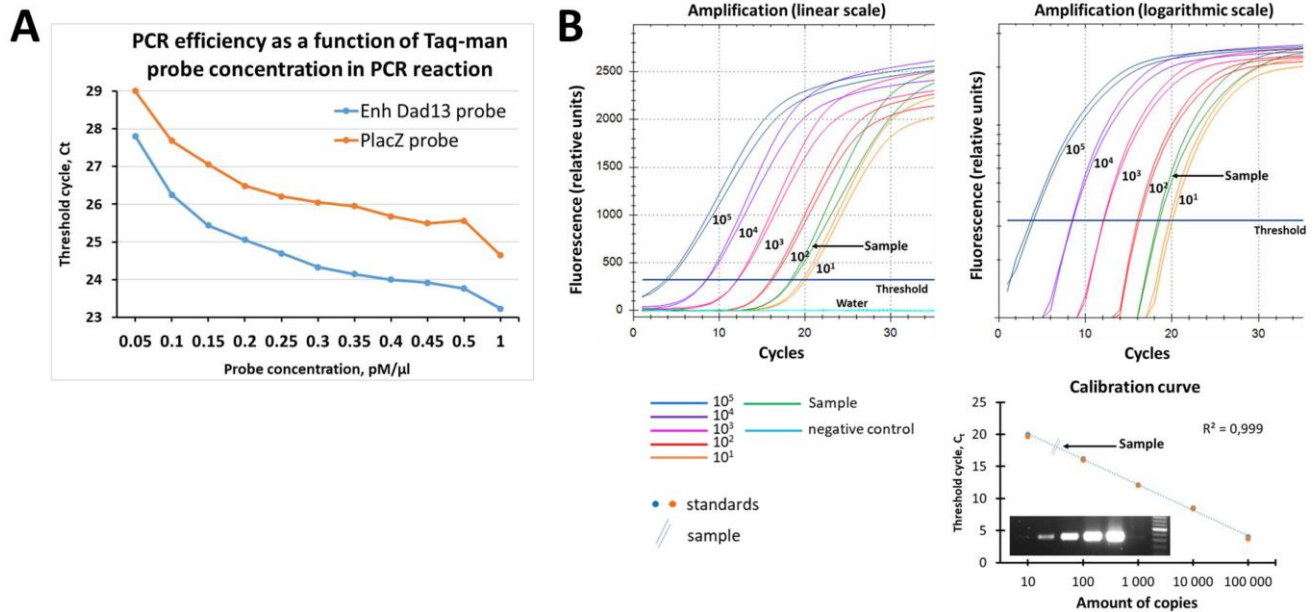 A
PCR efficiency as a function of Taq-man
probe concentration in PCR reaction
29
28
27
26
25
24
23
Threshold cycle, Ct
Enh Dad13 probe
PlacZ probe
0.05 0.1 0.15 0.2 0.25 0.3 0.35 0.4 0.45 0.5 1
Probe concentration, pM/µl
B
Amplification (linear scale)
Fluorescence (relative units)
2500
2000
1500
1000
500
0
10⁵
10⁴
10³
10²
10¹
Sample
Threshold
Water
0 10 20 30
Cycles
Amplification (logarithmic scale)
Fluorescence (relative units)
10⁵
10⁴
10³
10²
10¹
Sample
Threshold
0 10 20 30
Cycles
10⁵ Sample
10⁴
10³ negative control
10²
10¹
standards
sample
Calibration curve
Threshold cycle, Cₜ
25
20
15
10
5
0
Sample
R² = 0,999
10 100 1 000 10 000 100 000
Amount of copies